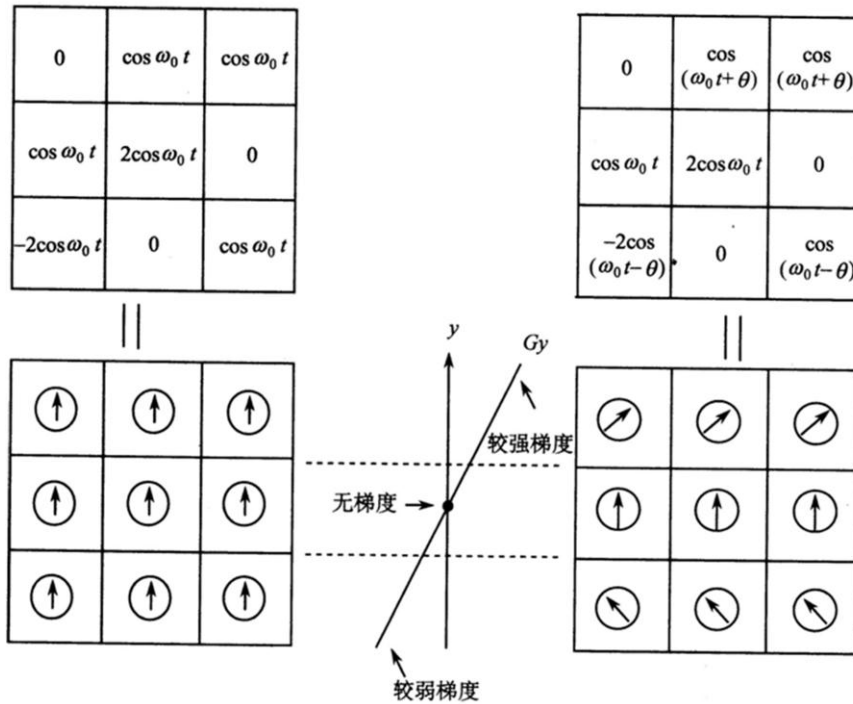 0 cos ω₀ t cos ω₀ t
cos ω₀ t 2cos ω₀ t 0
−2cos ω₀ t 0 cos ω₀ t
0 cos (ω₀ t+ θ) cos (ω₀ t+ θ)
cos ω₀ t 2cos ω₀ t 0
−2cos (ω₀ t− θ) 0 cos (ω₀ t− θ)
y
Gy
较强梯度
无梯度
较弱梯度